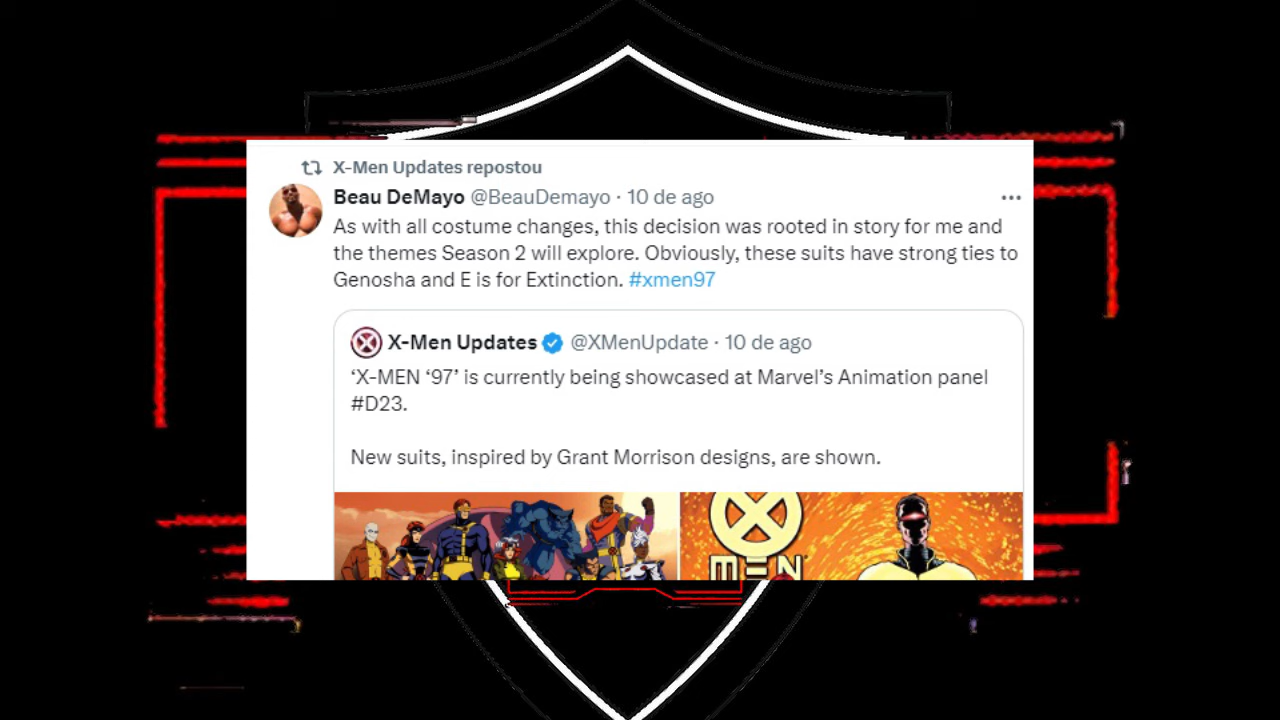 X-Men Updates repostou
Beau DeMayo @BeauDemayo · 10 de ago
As with all costume changes, this decision was rooted in story for me and
the themes Season 2 will explore. Obviously, these suits have strong ties to
Genosha and E is for Extinction. #xmen97
X-Men Updates @XMenUpdate · 10 de ago
‘X-MEN ‘97’ is currently being showcased at Marvel’s Animation panel
#D23.
New suits, inspired by Grant Morrison designs, are shown.
MEN